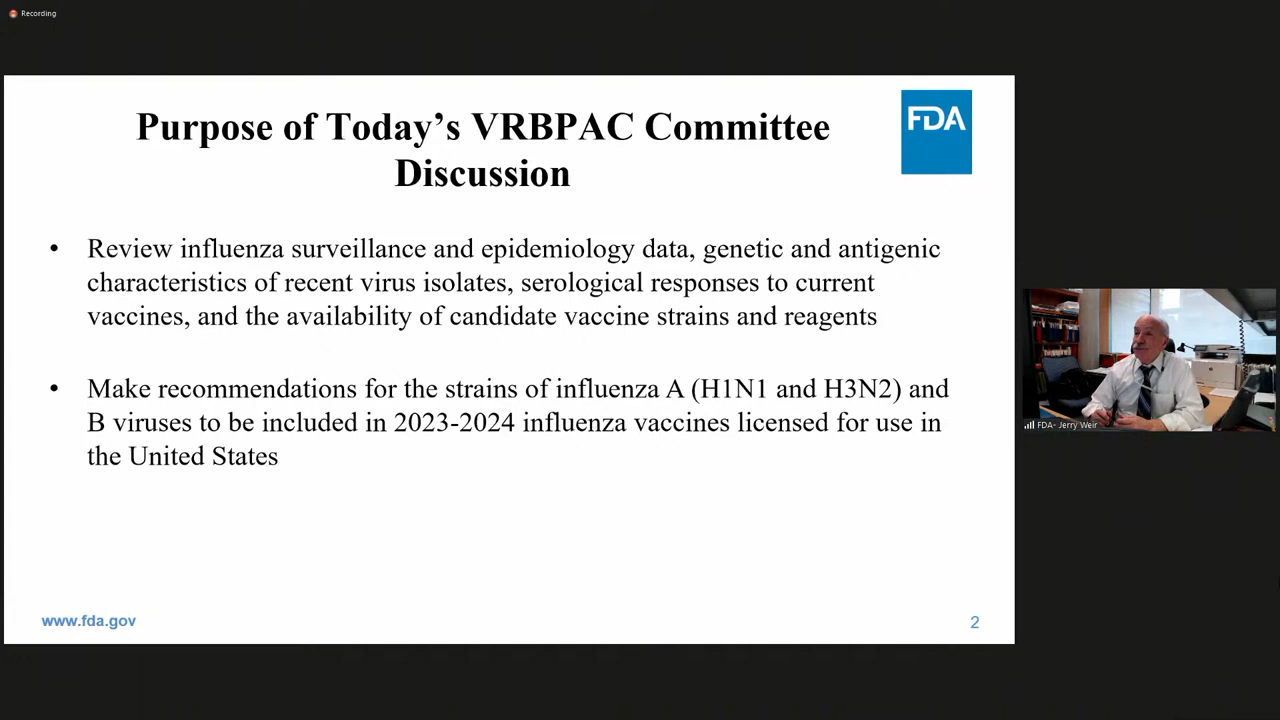 Recording
Purpose of Today’s VRBPAC Committee
Discussion
FDA
• Review influenza surveillance and epidemiology data, genetic and antigenic
characteristics of recent virus isolates, serological responses to current
vaccines, and the availability of candidate vaccine strains and reagents
• Make recommendations for the strains of influenza A (H1N1 and H3N2) and
B viruses to be included in 2023-2024 influenza vaccines licensed for use in
the United States
FDA- Jerry Weir
www.fda.gov
2